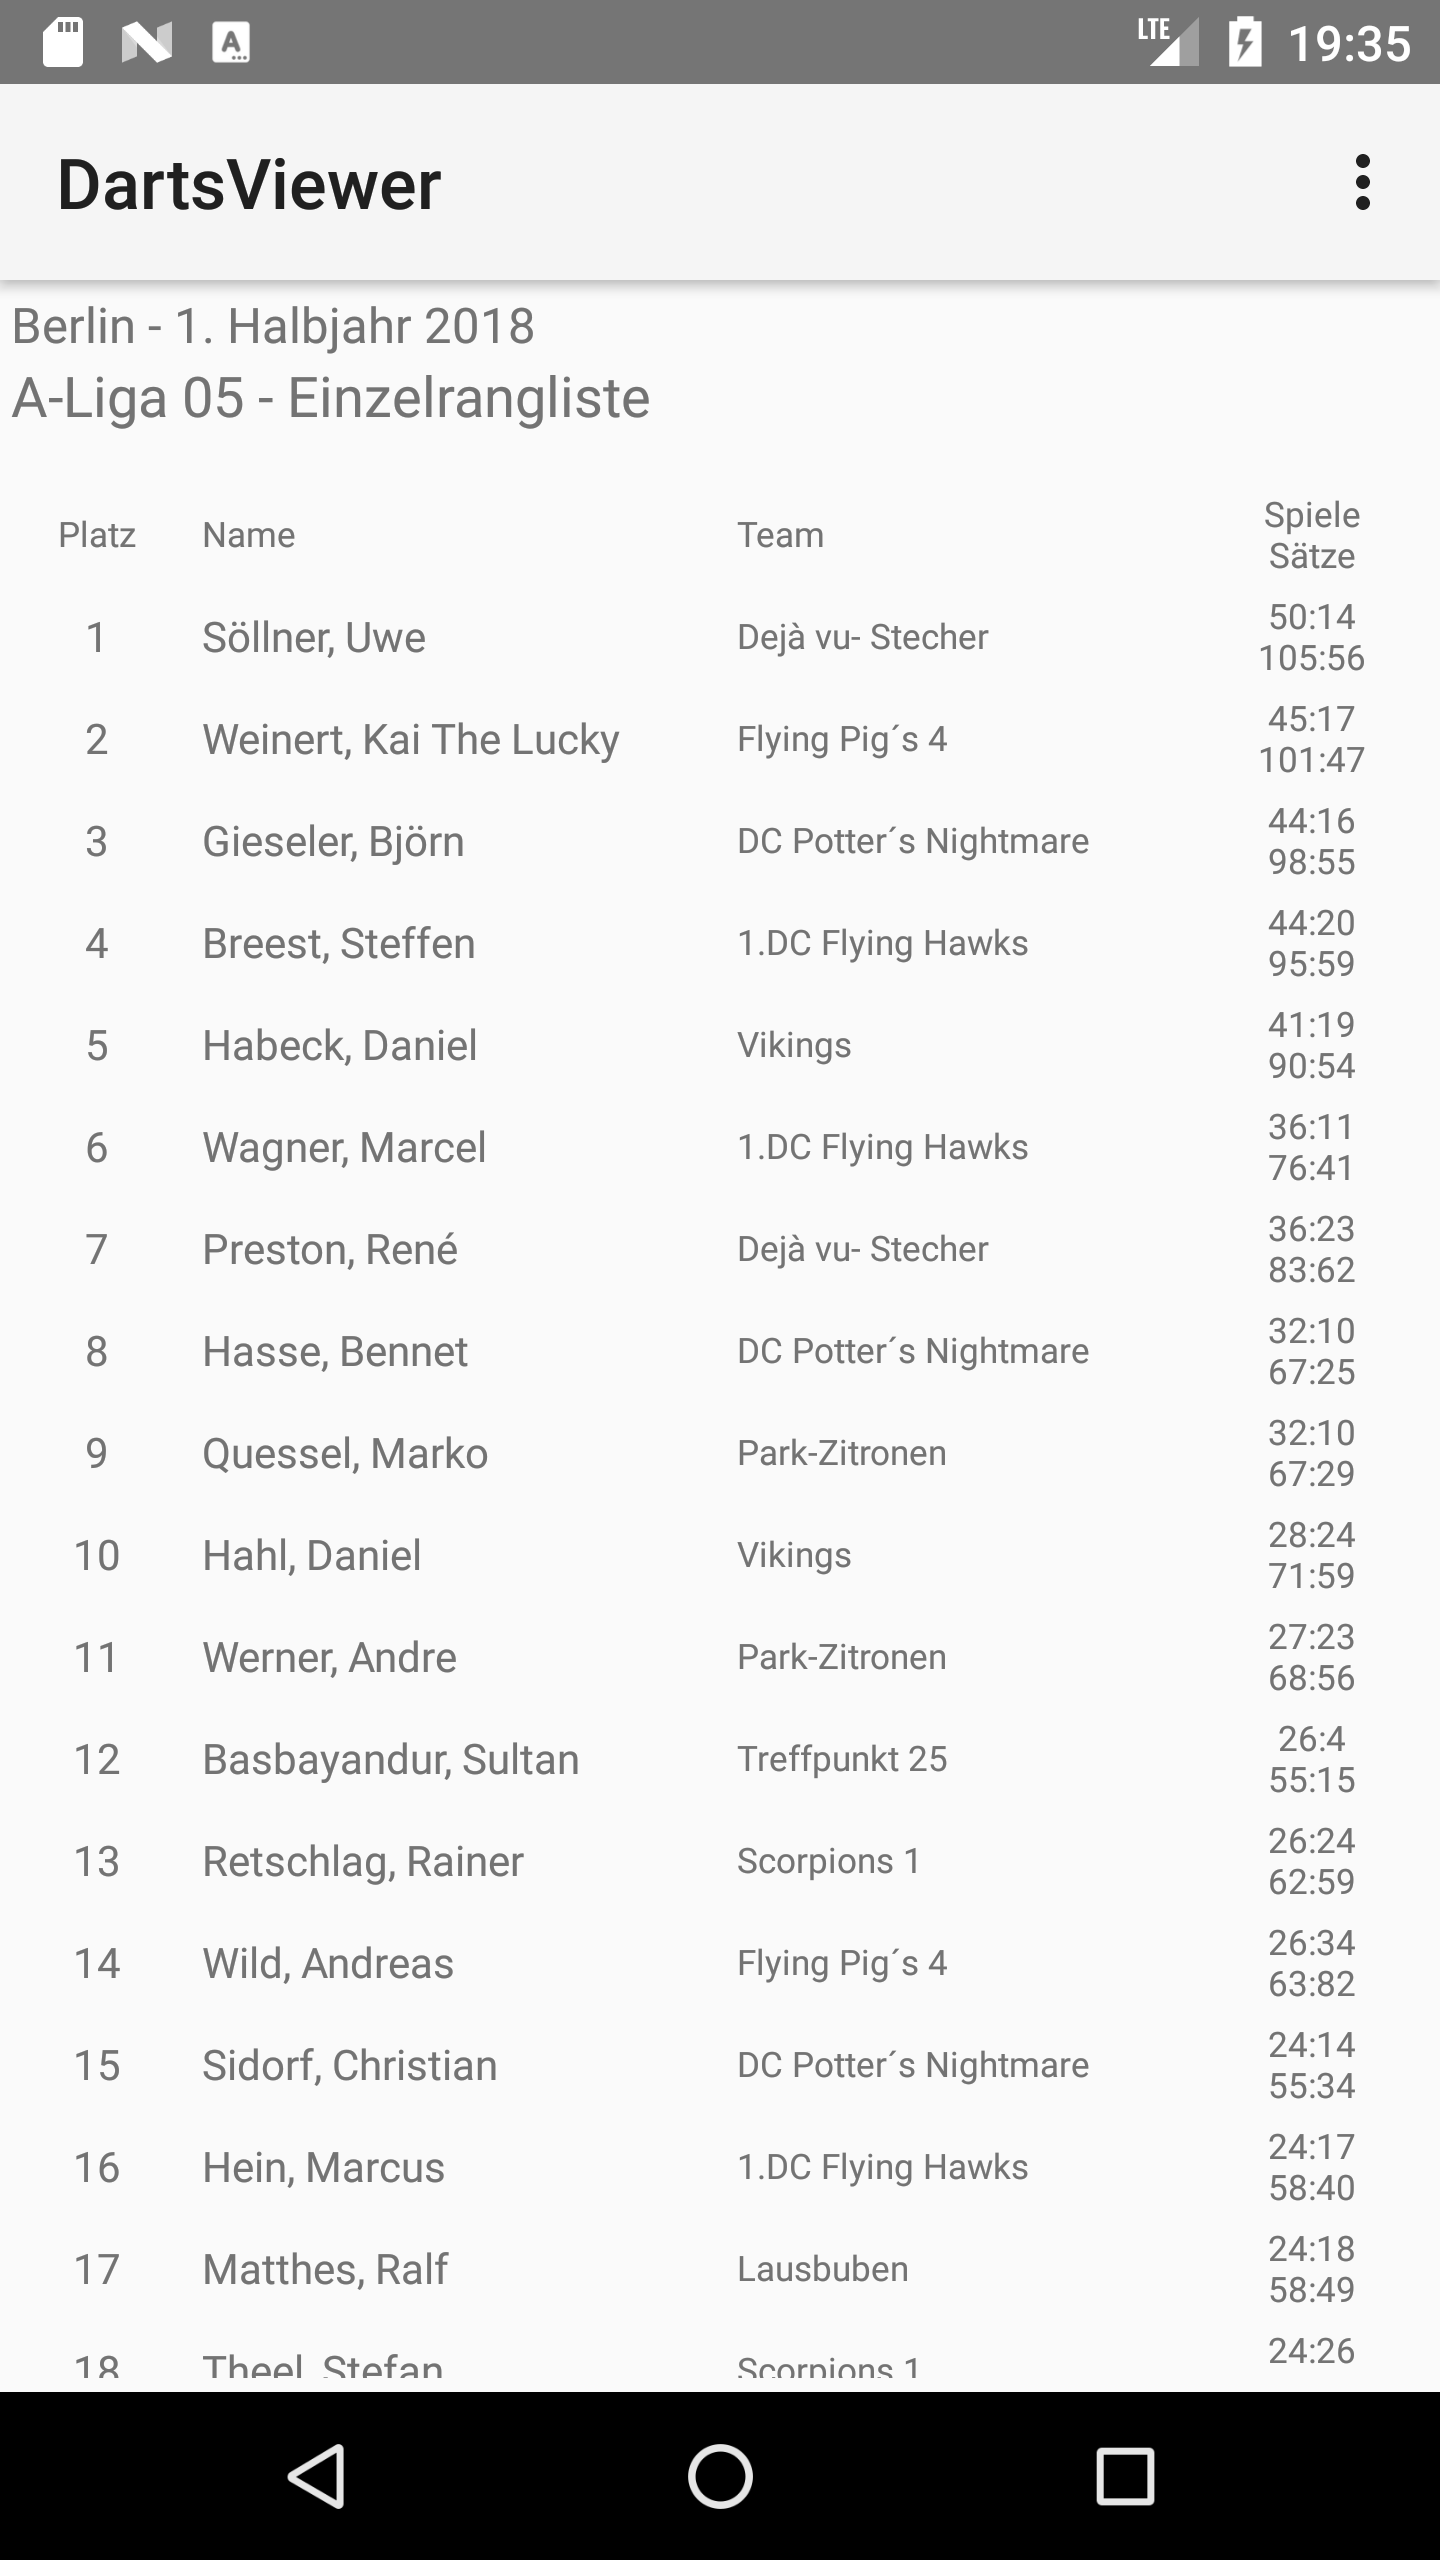 LTE 19:35
DartsViewer
Berlin - 1. Halbjahr 2018
A-Liga 05 - Einzelrangliste
Platz Name Team Spiele
Sätze
1 Söllner, Uwe Dejà vu- Stecher 50:14
105:56
2 Weinert, Kai The Lucky Flying Pig´s 4 45:17
101:47
3 Gieseler, Björn DC Potter´s Nightmare 44:16
98:55
4 Breest, Steffen 1.DC Flying Hawks 44:20
95:59
5 Habeck, Daniel Vikings 41:19
90:54
6 Wagner, Marcel 1.DC Flying Hawks 36:11
76:41
7 Preston, René Dejà vu- Stecher 36:23
83:62
8 Hasse, Bennet DC Potter´s Nightmare 32:10
67:25
9 Quessel, Marko Park-Zitronen 32:10
67:29
10 Hahl, Daniel Vikings 28:24
71:59
11 Werner, Andre Park-Zitronen 27:23
68:56
12 Basbayandur, Sultan Treffpunkt 25 26:4
55:15
13 Retschlag, Rainer Scorpions 1 26:24
62:59
14 Wild, Andreas Flying Pig´s 4 26:34
63:82
15 Sidorf, Christian DC Potter´s Nightmare 24:14
55:34
16 Hein, Marcus 1.DC Flying Hawks 24:17
58:40
17 Matthes, Ralf Lausbuben 24:18
58:49
18 Theel, Stefan Scorpions 1 24:26